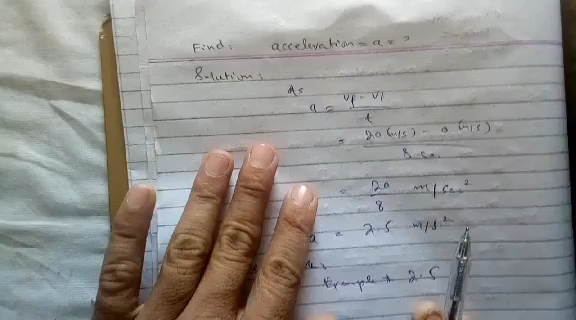 Find: acceleration = a = ?
Solution:
As
a = vf - vi / t
= 20 (m/s) - 0 (m/s) / 8 sec
= 20 / 8 m/sec²
a = 2.5 m/s²
Example # 2.5